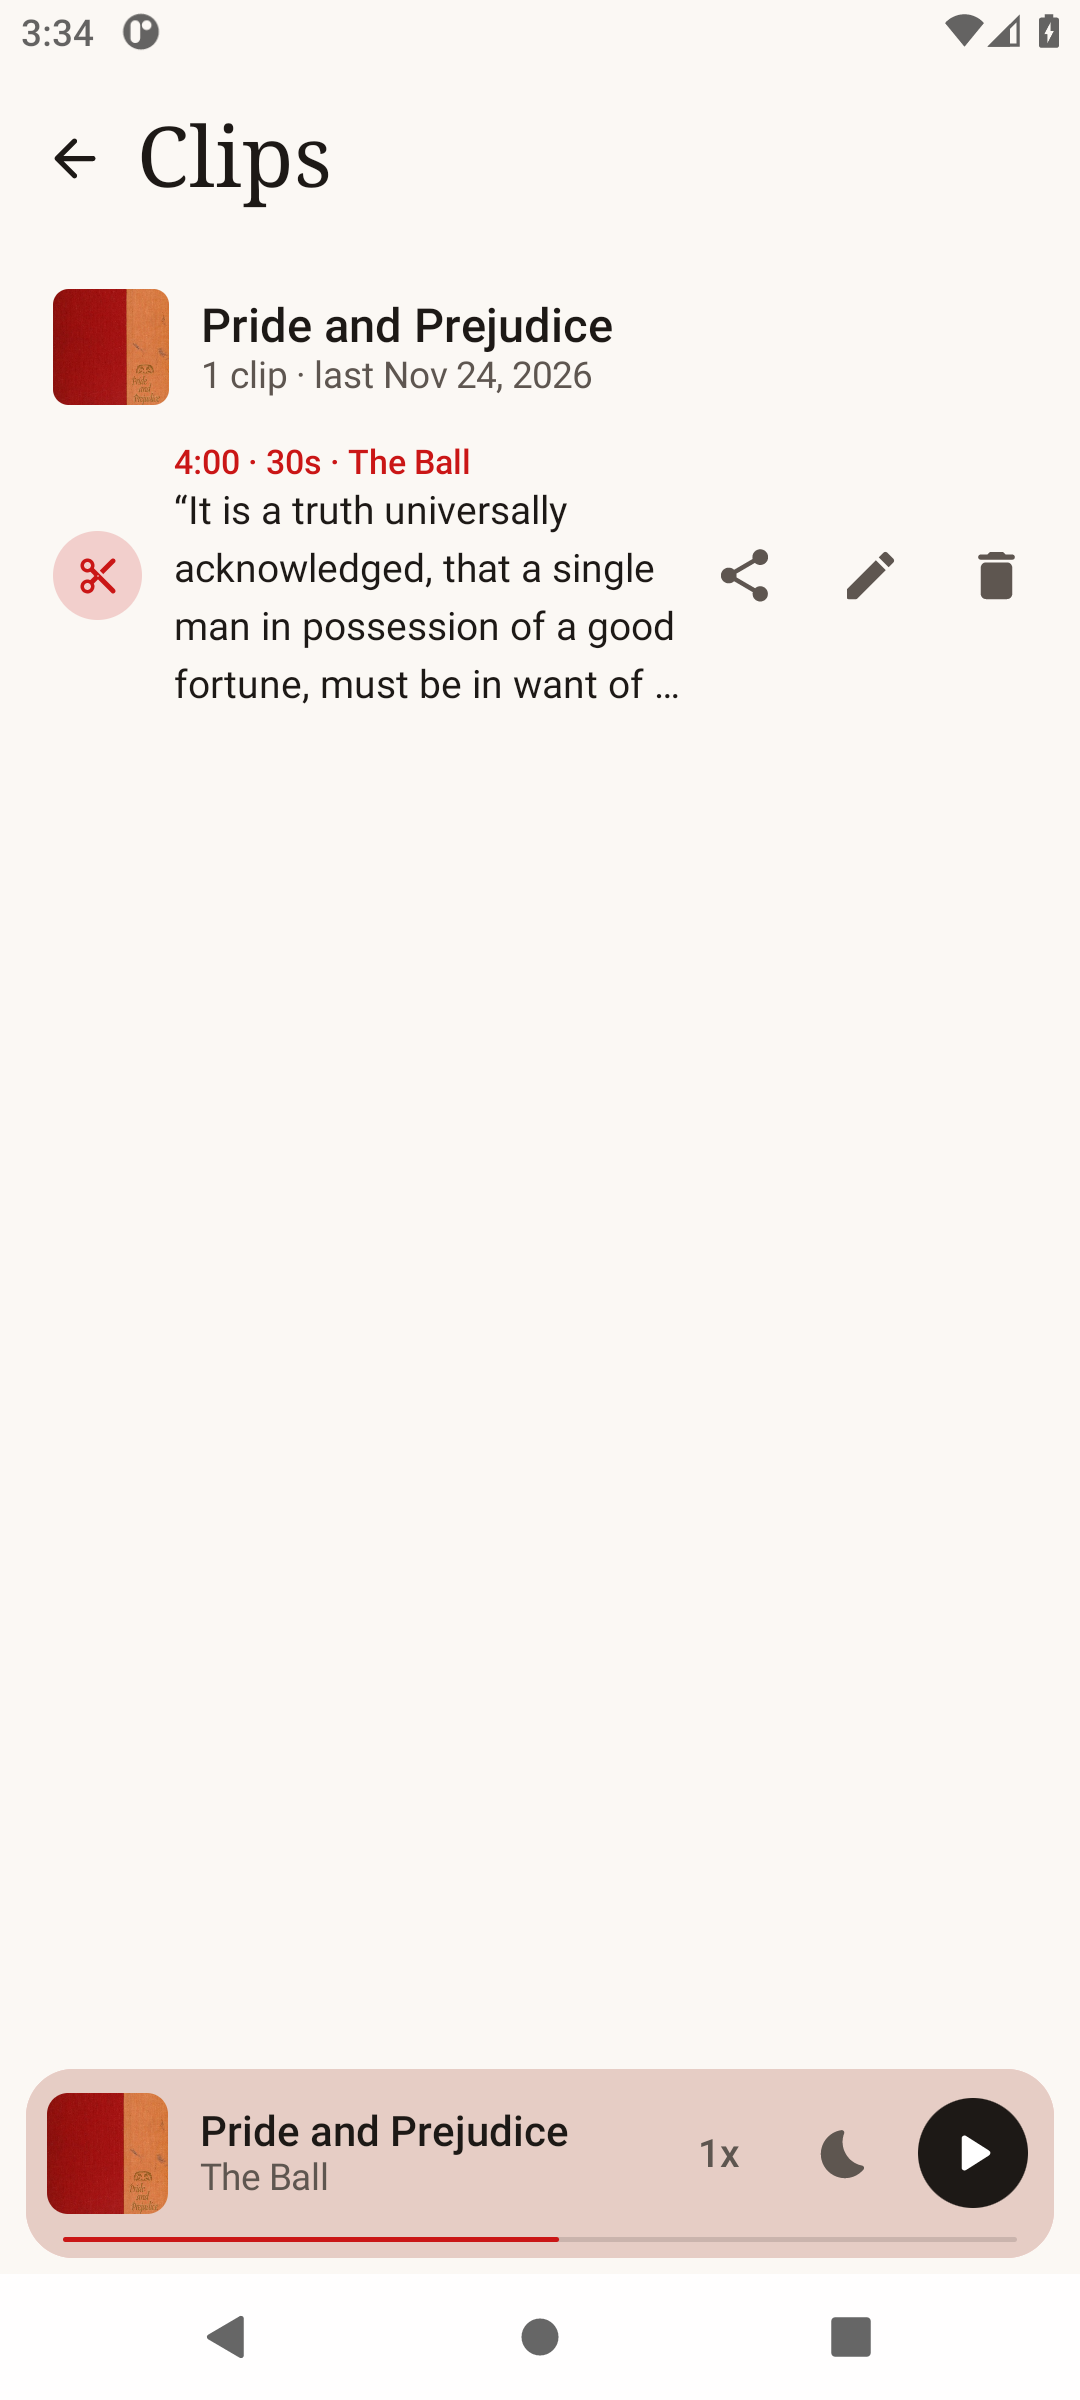 3:34
Clips
Pride and Prejudice
1 clip · last Nov 24, 2026
4:00 · 30s · The Ball
“It is a truth universally
acknowledged, that a single
man in possession of a good
fortune, must be in want of …
Pride and Prejudice
The Ball
1x